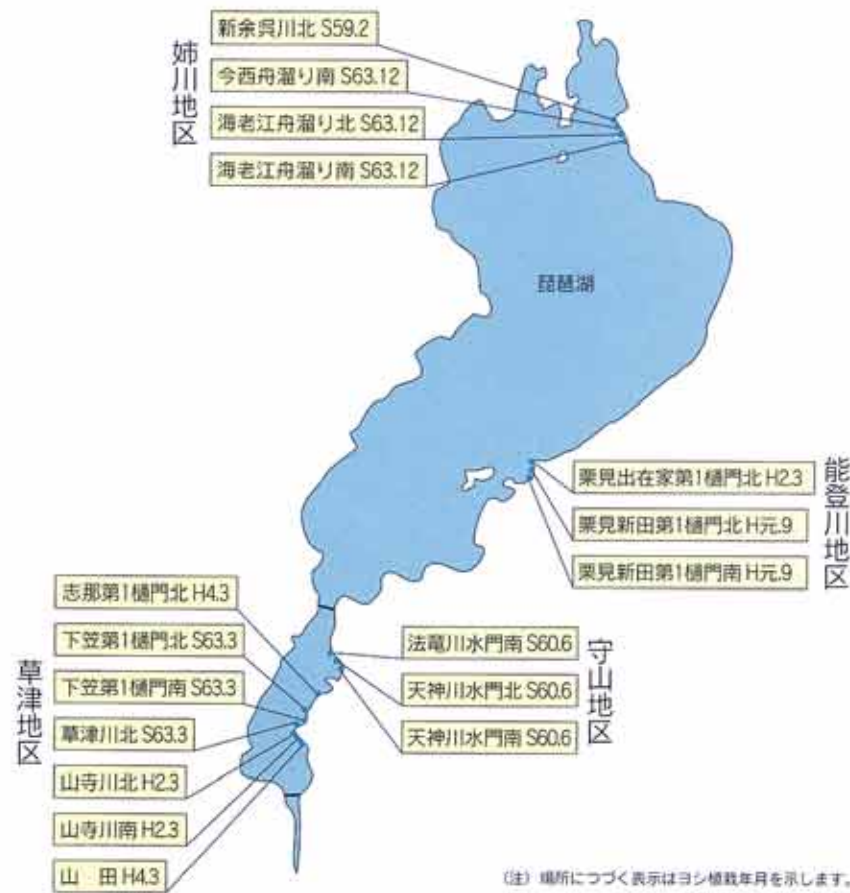 姉川地区
新余呉川北 S59.2
今西舟溜り南 S63.12
海老江舟溜り北 S63.12
海老江舟溜り南 S63.12
琵琶湖
能登川地区
栗見出在家第1樋門北 H2.3
栗見新田第1樋門北 H元.9
栗見新田第1樋門南 H元.9
守山地区
法竜川水門南 S60.6
天神川水門北 S60.6
天神川水門南 S60.6
草津地区
志那第1樋門北 H4.3
下笠第1樋門北 S63.3
下笠第1樋門南 S63.3
草津川北 S63.3
山寺川北 H2.3
山寺川南 H2.3
山　田 H4.3
(注) 場所につづく表示はヨシ植栽年月を示します。